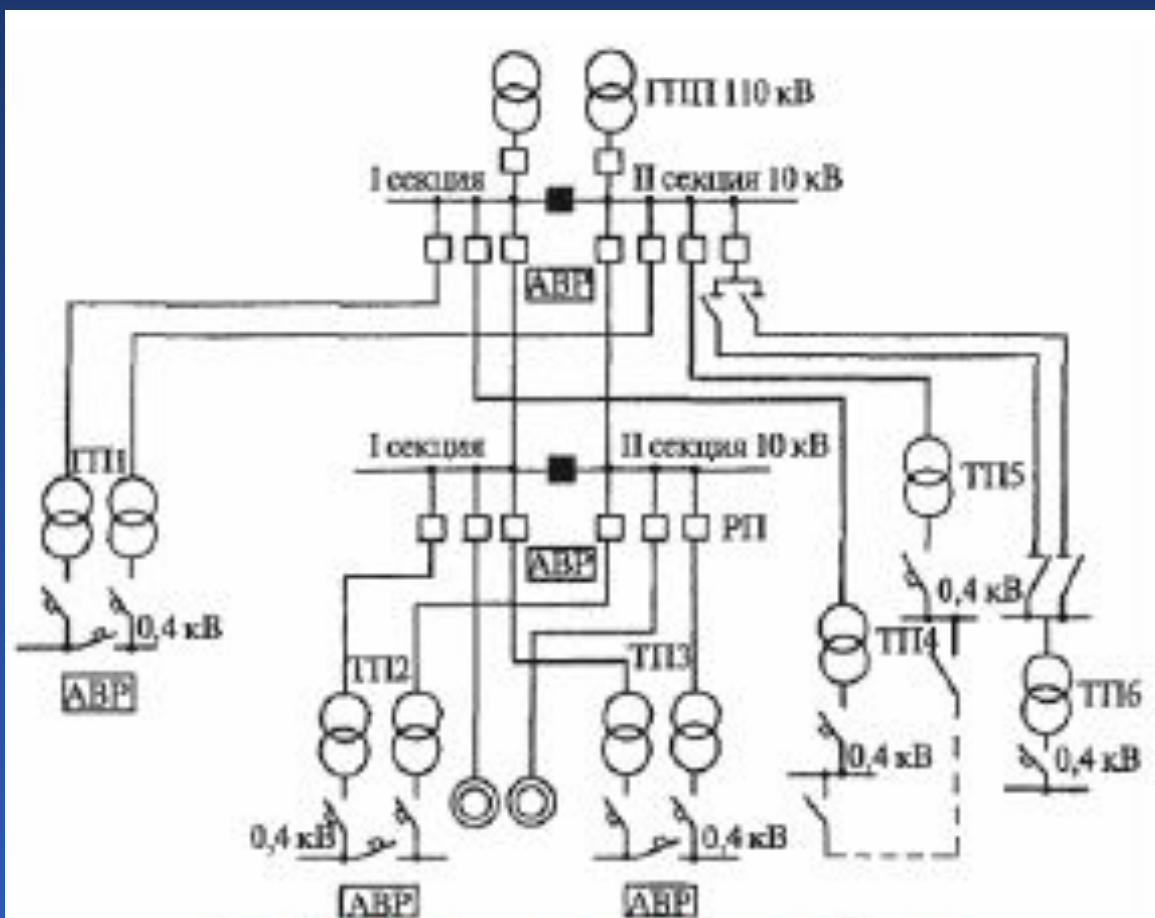 ГПП 110 кВ
I секция
II секция 10 кВ
АВР
I секция
II секция 10 кВ
ТП5
ТП1
РП
АВР
0,4 кВ
0,4 кВ
ТП4
ТП2
ТП3
ТП6
АВР
0,4 кВ
0,4 кВ
0,4 кВ
0,4 кВ
АВР
АВР